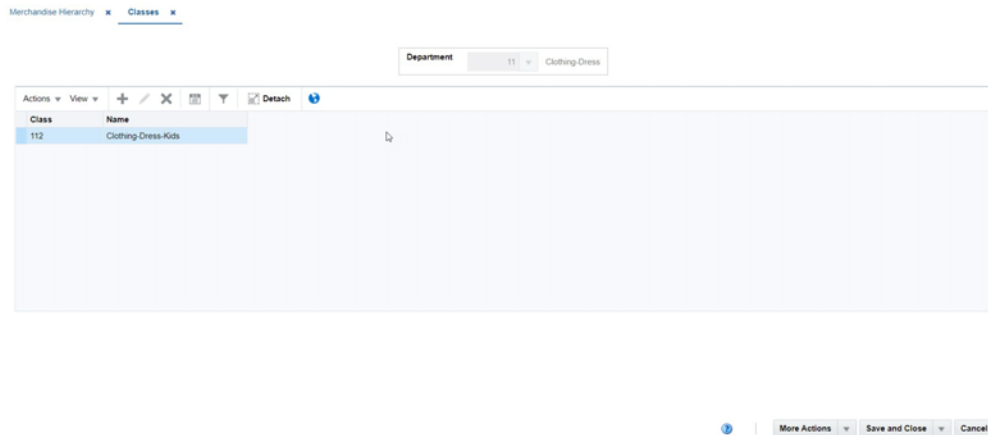 Merchandise Hierarchy x Classes x
Department 11 Clothing-Dress
Actions View Detach
Class Name
112 Clothing-Dress-Kids
More Actions Save and Close Cancel